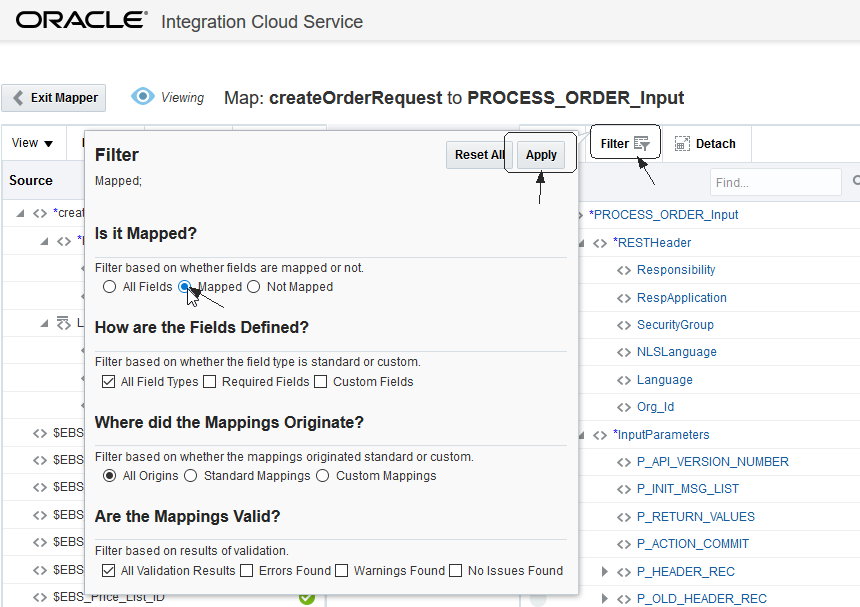 ORACLE® Integration Cloud Service
Exit Mapper Viewing Map: createOrderRequest to PROCESS_ORDER_Input
View Filter Detach
Source Find...
Filter Reset All Apply
Mapped;
Is it Mapped?
Filter based on whether fields are mapped or not.
All Fields Mapped Not Mapped
How are the Fields Defined?
Filter based on whether the field type is standard or custom.
All Field Types Required Fields Custom Fields
Where did the Mappings Originate?
Filter based on whether the mappings originated standard or custom.
All Origins Standard Mappings Custom Mappings
Are the Mappings Valid?
Filter based on results of validation.
All Validation Results Errors Found Warnings Found No Issues Found
*creat
*
L
$EBS
$EBS
$EBS
$EBS
$EBS
$EBS
$EBS_Price_List_ID
*PROCESS_ORDER_Input
*RESTHeader
Responsibility
RespApplication
SecurityGroup
NLSLanguage
Language
Org_Id
*InputParameters
P_API_VERSION_NUMBER
P_INIT_MSG_LIST
P_RETURN_VALUES
P_ACTION_COMMIT
P_HEADER_REC
P_OLD_HEADER_REC